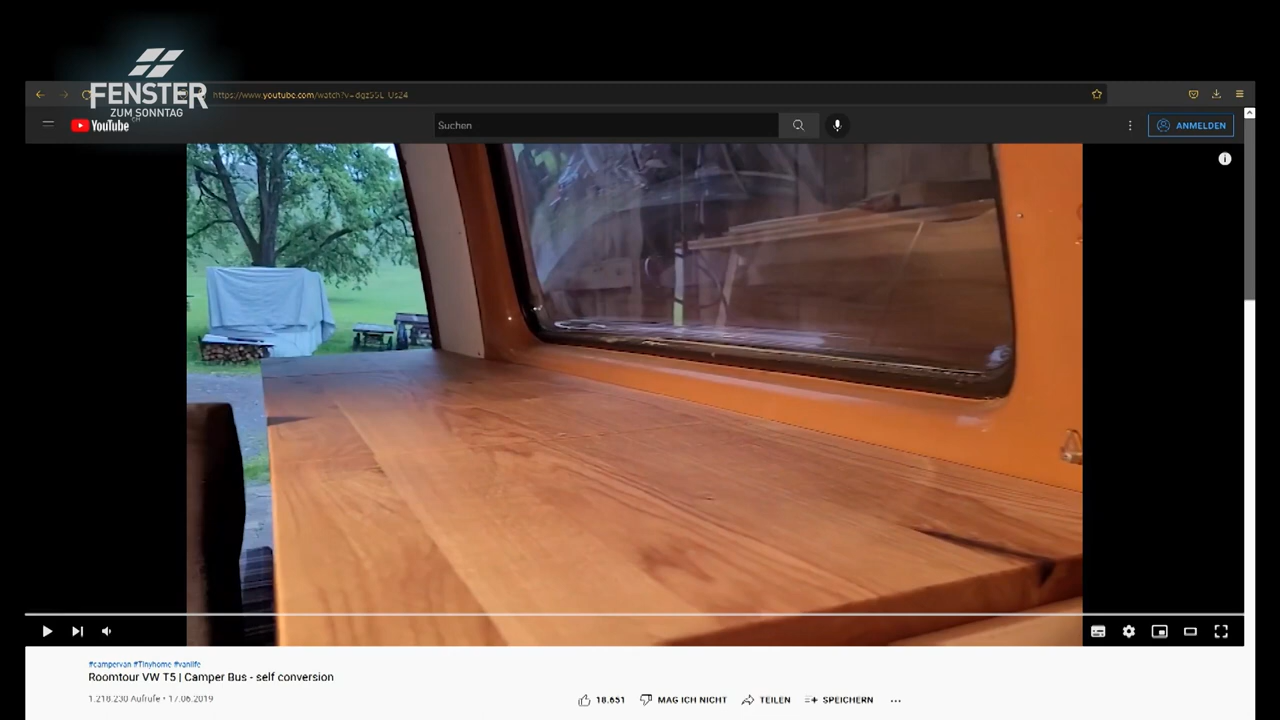 FENSTER
ZUM SONNTAG
YouTube
CH
Suchen
ANMELDEN
#campervan #Tinyhome #vanlife
Roomtour VW T5 | Camper Bus - self conversion
1.218.230 Aufrufe • 17.06.2019
18.651
MAG ICH NICHT
TEILEN
SPEICHERN